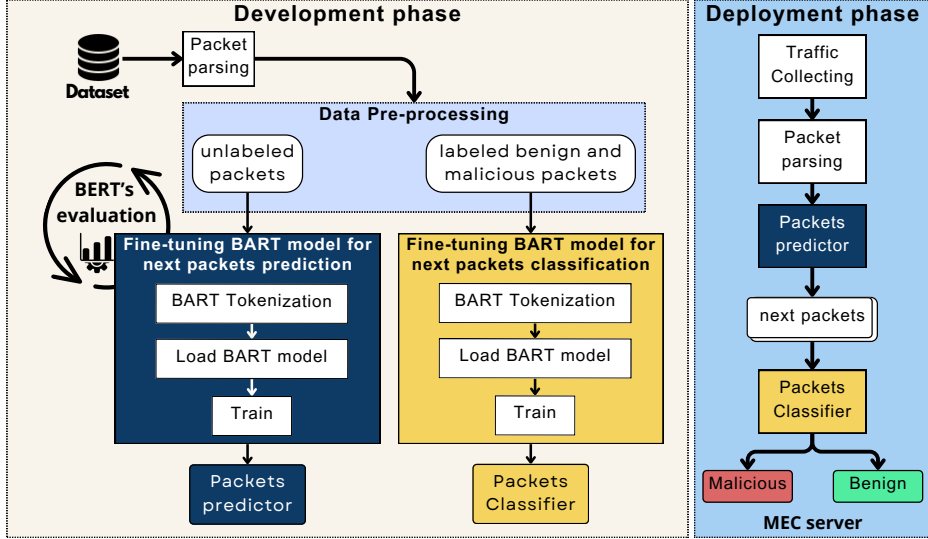 Development phase
Dataset
Packet
parsing
Data Pre-processing
unlabeled
packets
labeled benign and
malicious packets
BERT's
evaluation
Fine-tuning BART model for
next packets prediction
BART Tokenization
Load BART model
Train
Packets
predictor
Fine-tuning BART model for
next packets classification
BART Tokenization
Load BART model
Train
Packets
Classifier
Deployment phase
Traffic
Collecting
Packet
parsing
Packets
predictor
next packets
Packets
Classifier
Malicious
Benign
MEC server